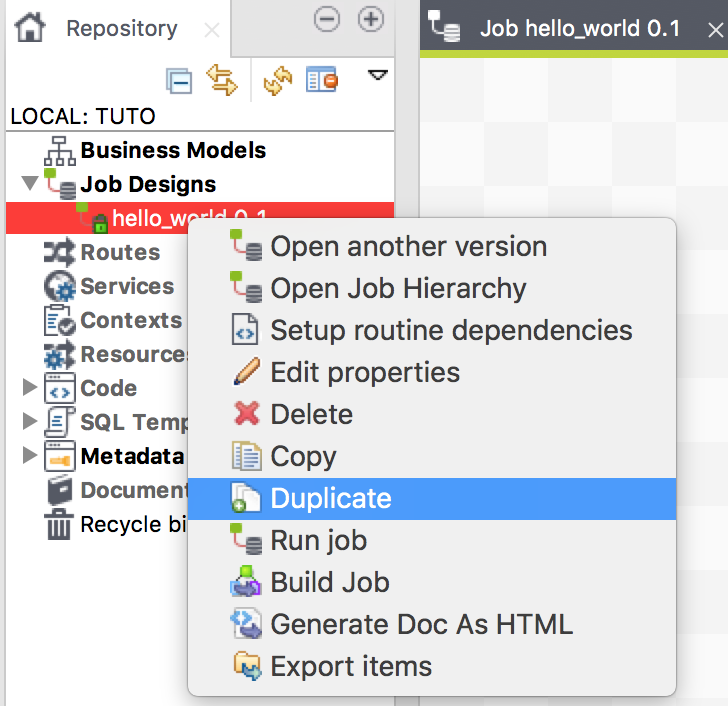 Repository
Job hello_world 0.1
LOCAL: TUTO
Business Models
Job Designs
hello_world 0.1
Open another version
Routes
Open Job Hierarchy
Services
Setup routine dependencies
Contexts
Edit properties
Resource
Delete
Code
SQL Temp
Copy
Metadata
Duplicate
Document
Recycle bi
Run job
Build Job
Generate Doc As HTML
Export items